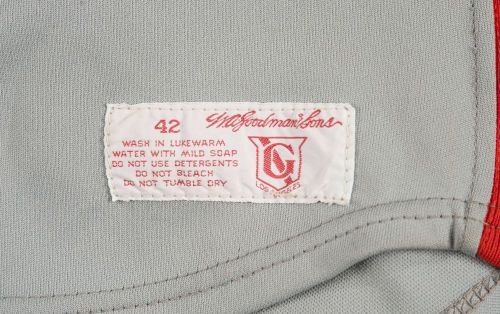 42
W.A. Goodman & Sons
WASH IN LUKEWARM
WATER WITH MILD SOAP
DO NOT USE DETERGENTS
DO NOT BLEACH
DO NOT TUMBLE DRY
G
LOS ANGELES